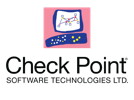 Check Point
SOFTWARE TECHNOLOGIES LTD.